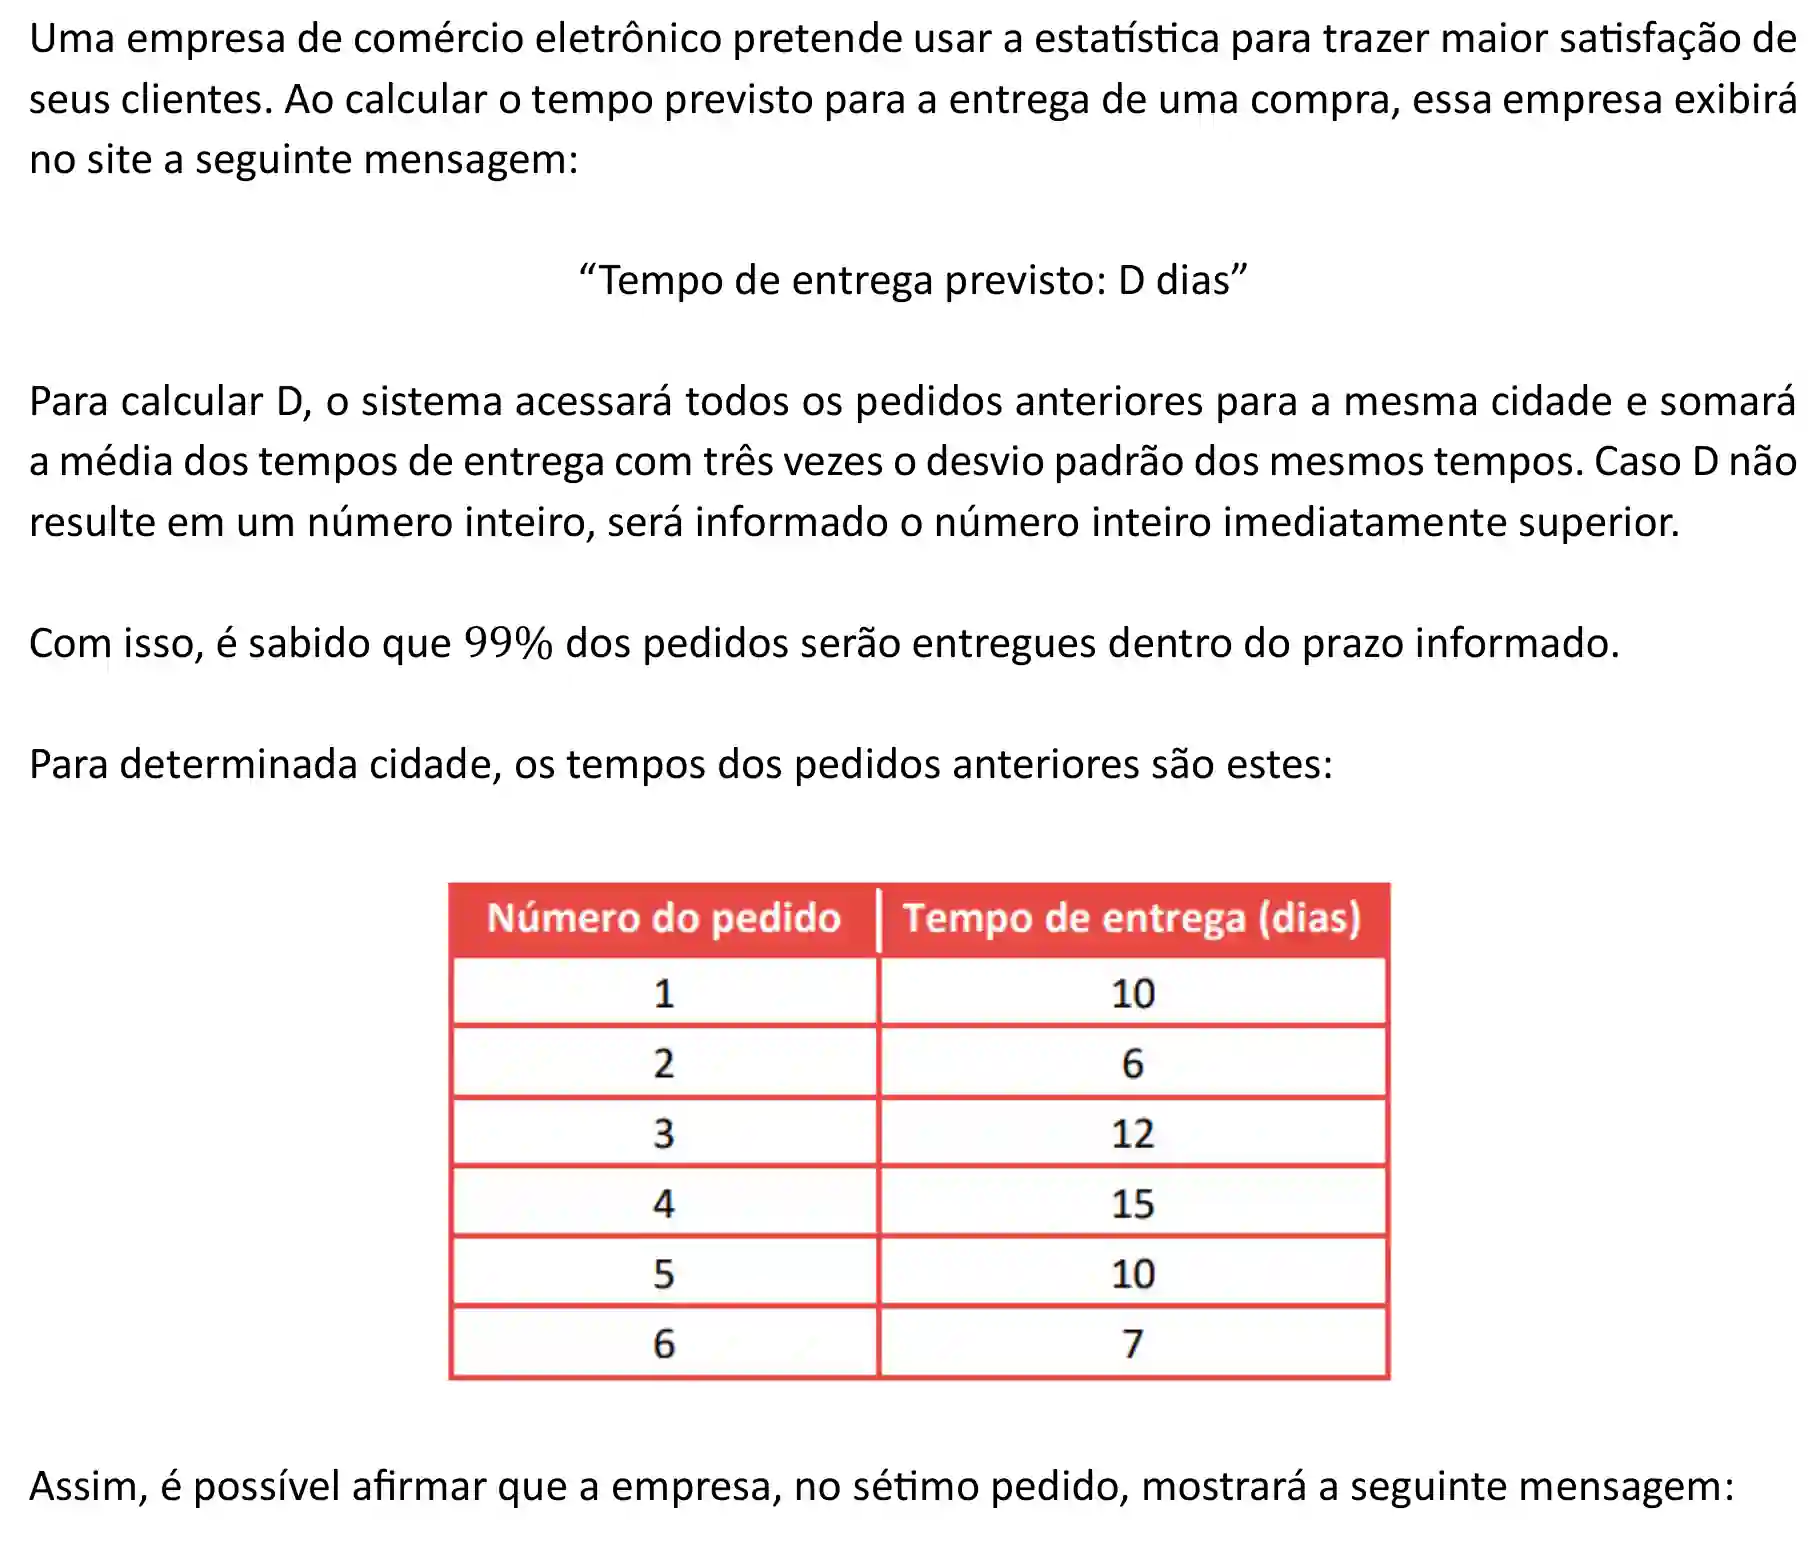 Uma empresa de comércio eletrônico pretende usar a estatística para trazer maior satisfação de
seus clientes. Ao calcular o tempo previsto para a entrega de uma compra, essa empresa exibirá
no site a seguinte mensagem:
“Tempo de entrega previsto: D dias”
Para calcular D, o sistema acessará todos os pedidos anteriores para a mesma cidade e somará
a média dos tempos de entrega com três vezes o desvio padrão dos mesmos tempos. Caso D não
resulte em um número inteiro, será informado o número inteiro imediatamente superior.
Com isso, é sabido que 99% dos pedidos serão entregues dentro do prazo informado.
Para determinada cidade, os tempos dos pedidos anteriores são estes:
Número do pedido Tempo de entrega (dias)
1 10
2 6
3 12
4 15
5 10
6 7
Assim, é possível afirmar que a empresa, no sétimo pedido, mostrará a seguinte mensagem: